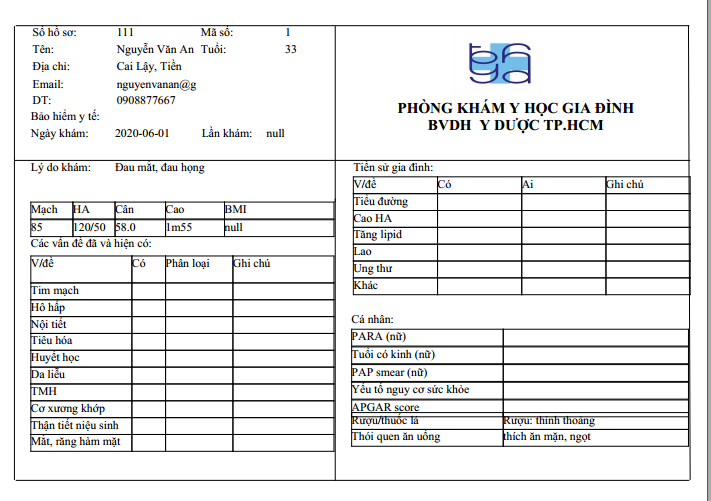 Số hồ sơ: 111 Mã số: 1
Tên: Nguyễn Văn An Tuổi: 33
Địa chỉ: Cai Lậy, Tiền
Email: nguyenvanan@g
DT: 0908877667
Bảo hiểm y tế:
Ngày khám: 2020-06-01 Lần khám: null
PHÒNG KHÁM Y HỌC GIA ĐÌNH
BVDH Y DƯỢC TP.HCM
Lý do khám: Đau mắt, đau họng
Mạch HA Cân Cao BMI
85 120/50 58.0 1m55 null
Các vấn đề đã và hiện có:
V/đề Có Phân loại Ghi chú
Tim mạch
Hô hấp
Nội tiết
Tiêu hóa
Huyết học
Da liễu
TMH
Cơ xương khớp
Thận tiết niệu sinh
Mắt, răng hàm mặt
Tiền sử gia đình:
V/đề Có Ai Ghi chú
Tiểu đường
Cao HA
Tăng lipid
Lao
Ung thư
Khác
Cá nhân:
PARA (nữ)
Tuổi có kinh (nữ)
PAP smear (nữ)
Yếu tố nguy cơ sức khỏe
APGAR score
Rượu/thuốc lá Rượu: thỉnh thoảng
Thói quen ăn uống thích ăn mặn, ngọt